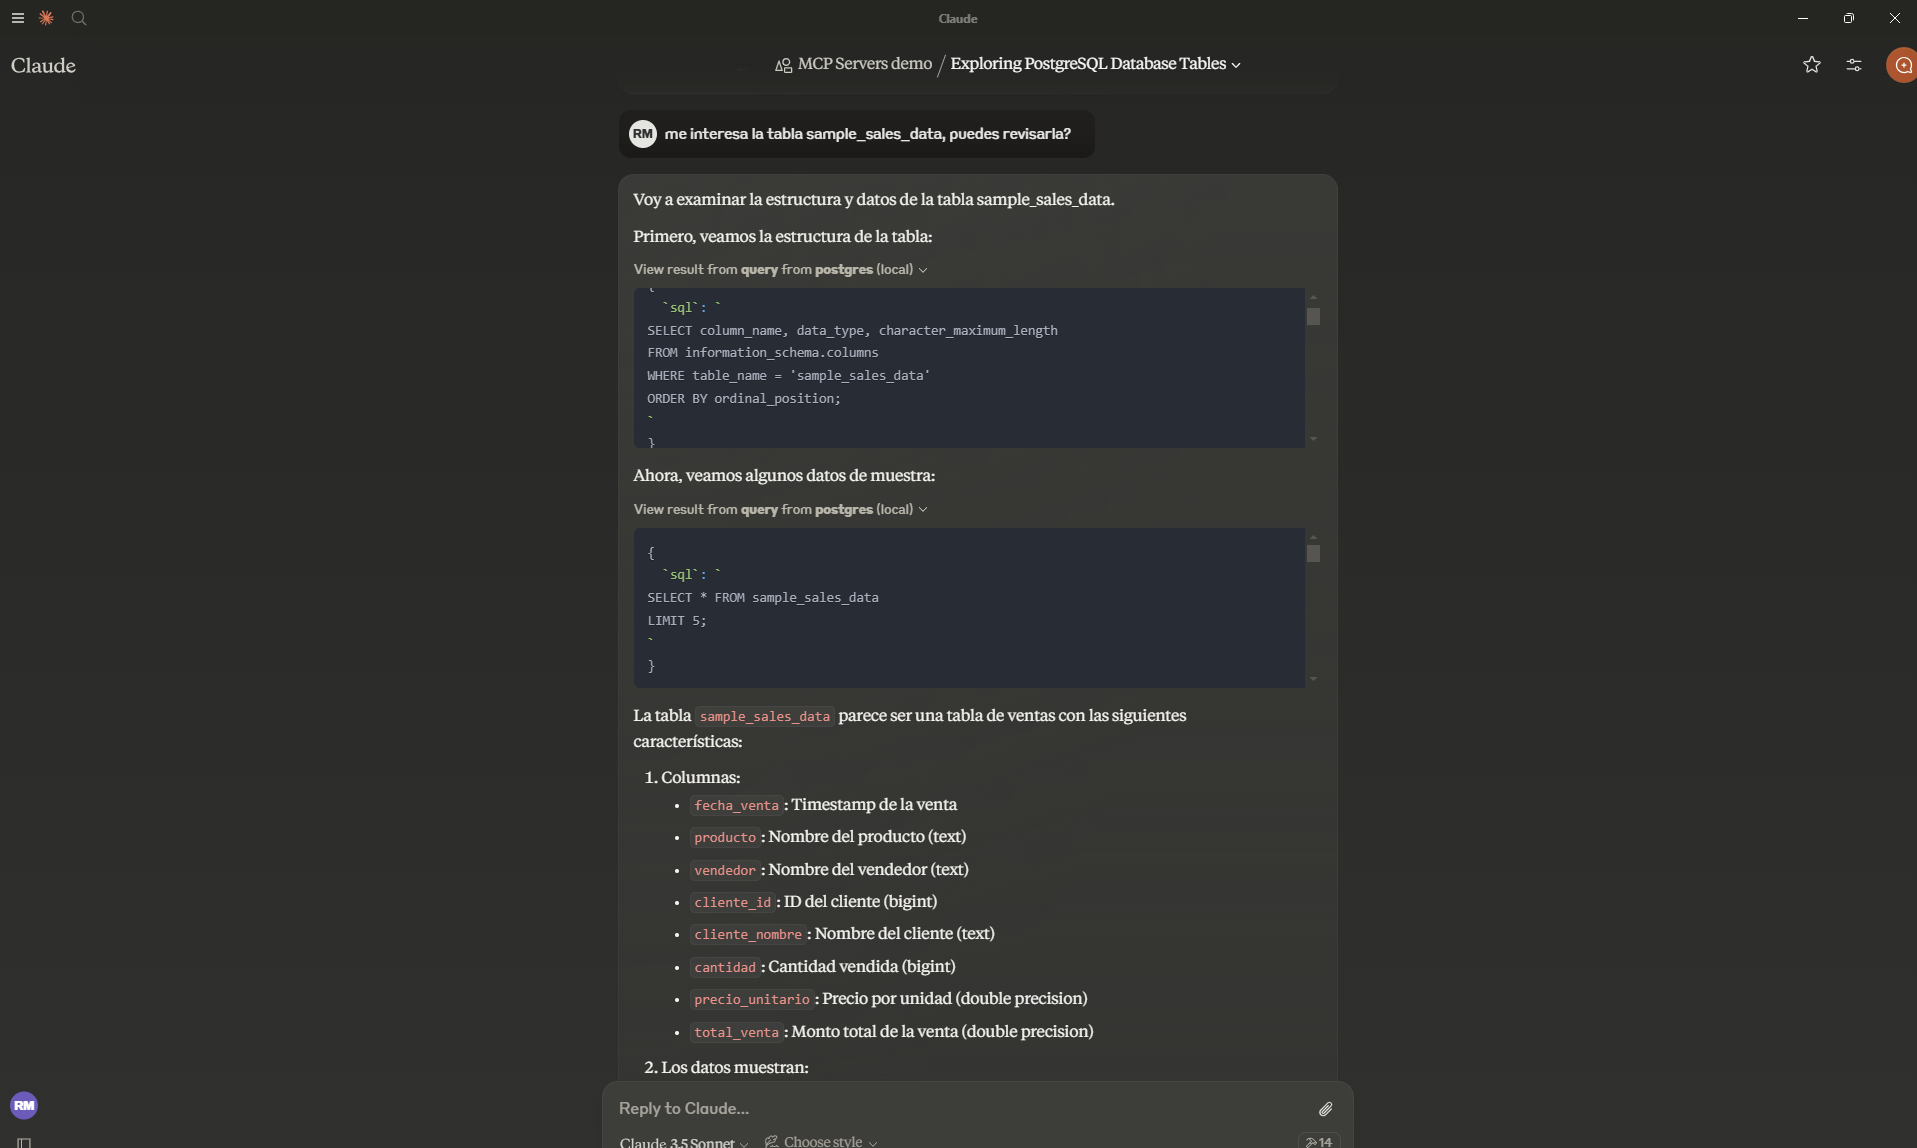 Claude
Claude
MCP Servers demo / Exploring PostgreSQL Database Tables
RM me interesa la tabla sample_sales_data, puedes revisarla?
Voy a examinar la estructura y datos de la tabla sample_sales_data.
Primero, veamos la estructura de la tabla:
View result from query from postgres (local)
{
`sql`: `
SELECT column_name, data_type, character_maximum_length
FROM information_schema.columns
WHERE table_name = 'sample_sales_data'
ORDER BY ordinal_position;
`
}
Ahora, veamos algunos datos de muestra:
View result from query from postgres (local)
{
`sql`: `
SELECT * FROM sample_sales_data
LIMIT 5;
`
}
La tabla sample_sales_data parece ser una tabla de ventas con las siguientes
características:
1. Columnas:
• fecha_venta : Timestamp de la venta
• producto : Nombre del producto (text)
• vendedor : Nombre del vendedor (text)
• cliente_id : ID del cliente (bigint)
• cliente_nombre : Nombre del cliente (text)
• cantidad : Cantidad vendida (bigint)
• precio_unitario : Precio por unidad (double precision)
• total_venta : Monto total de la venta (double precision)
2. Los datos muestran:
RM
Reply to Claude...
Claude 3.5 Sonnet Choose style 14